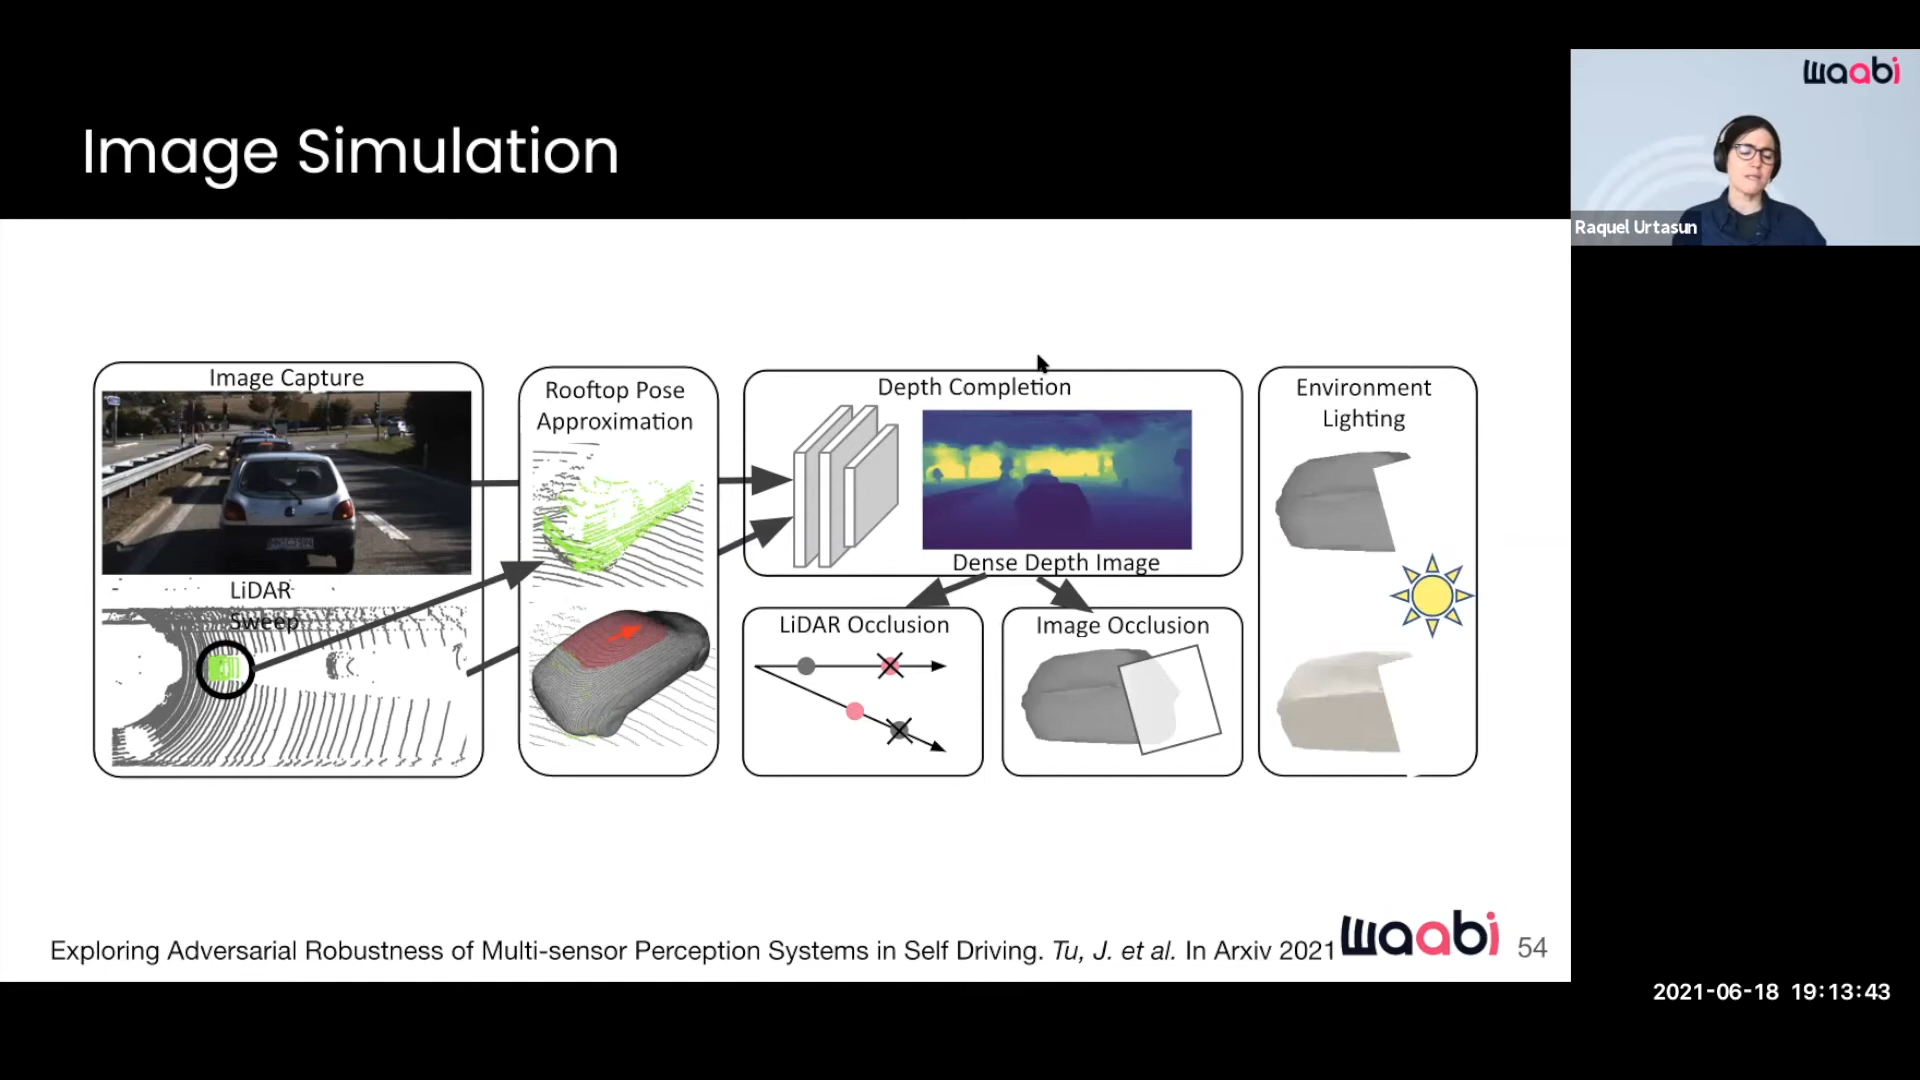 waabi
Image Simulation
Raquel Urtasun
Image Capture
LiDAR
Sweep
Rooftop Pose
Approximation
Depth Completion
Dense Depth Image
LiDAR Occlusion
Image Occlusion
Environment
Lighting
Exploring Adversarial Robustness of Multi-sensor Perception Systems in Self Driving. Tu, J. et al. In Arxiv 2021
waabi
54
2021-06-18 19:13:43